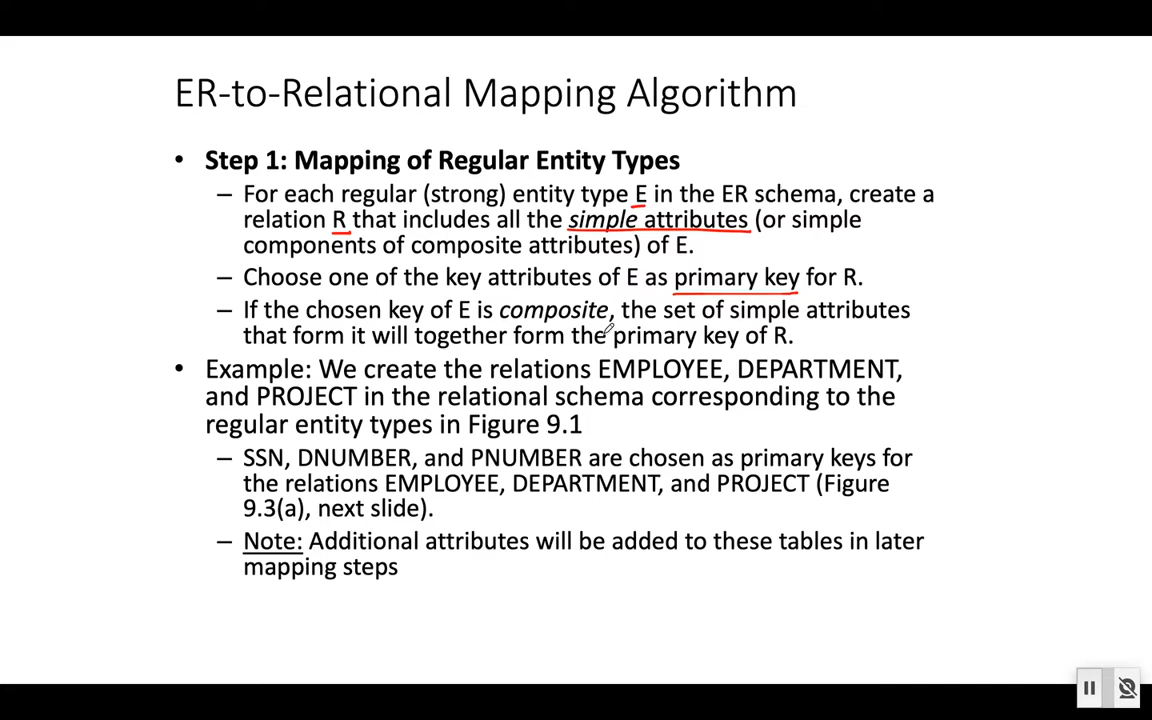 ER-to-Relational Mapping Algorithm
• Step 1: Mapping of Regular Entity Types
– For each regular (strong) entity type E in the ER schema, create a
relation R that includes all the simple attributes (or simple
components of composite attributes) of E.
– Choose one of the key attributes of E as primary key for R.
– If the chosen key of E is composite, the set of simple attributes
that form it will together form the primary key of R.
• Example: We create the relations EMPLOYEE, DEPARTMENT,
and PROJECT in the relational schema corresponding to the
regular entity types in Figure 9.1
– SSN, DNUMBER, and PNUMBER are chosen as primary keys for
the relations EMPLOYEE, DEPARTMENT, and PROJECT (Figure
9.3(a), next slide).
– Note: Additional attributes will be added to these tables in later
mapping steps